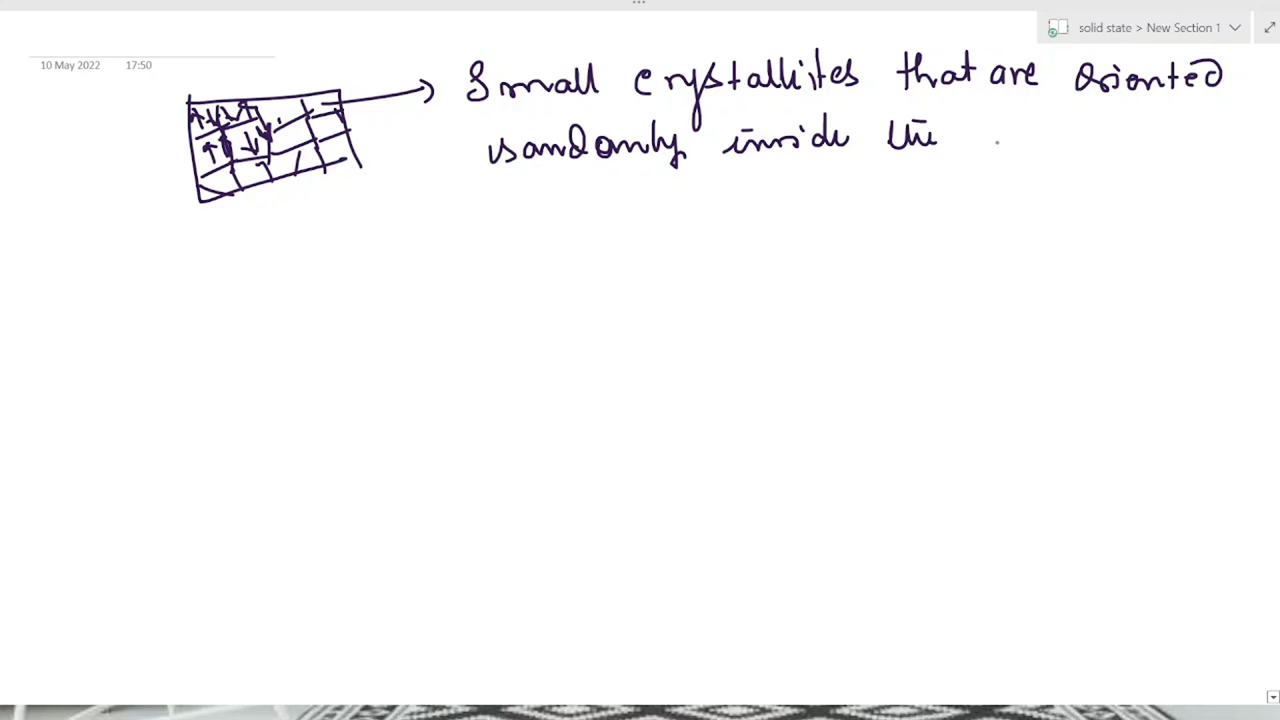 solid state > New Section 1
10 May 2022 17:50
Small crystallites that are oriented
randomly inside the